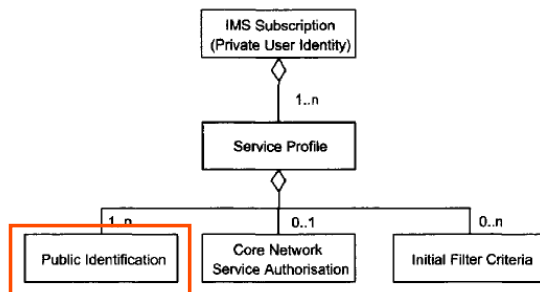 IMS Subscription
(Private User Identity)
1..n
Service Profile
1..n
0..1
0..n
Public Identification
Core Network
Service Authorisation
Initial Filter Criteria